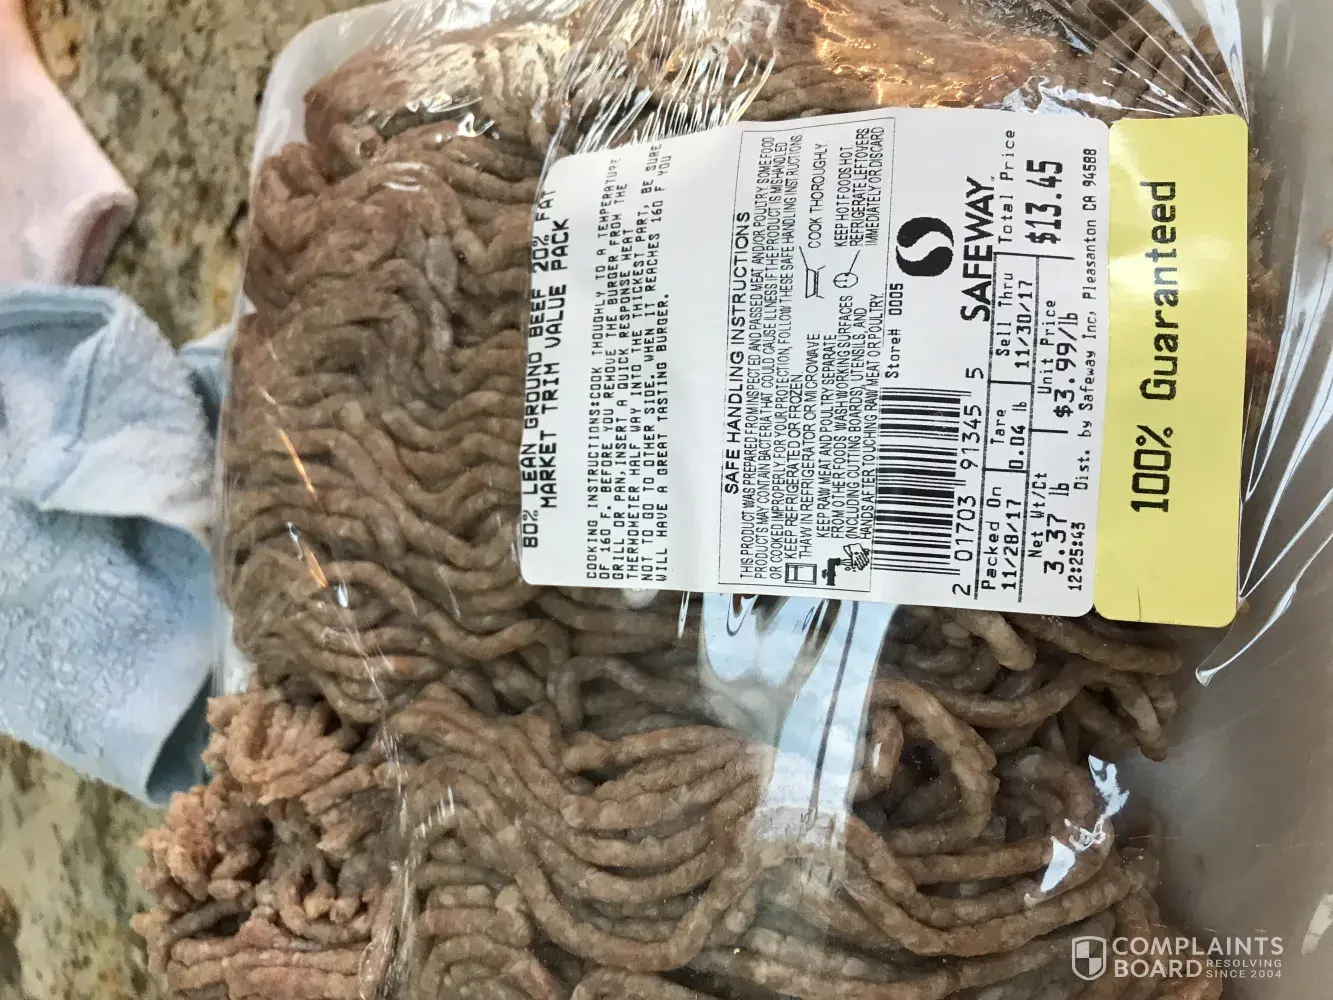 80% LEAN GROUND BEEF 20% FAT
MARKET TRIM VALUE PACK
COOKING INSTRUCTIONS:COOK THOUGHLY TO A TEMPERATURE
OF 160 F. BEFORE YOU REMOVE THE BURGER FROM THE
GRILL OR PAN,INSERT A QUICK RESPONSE HEAT
THERMOMETER HALF WAY INTO THE THICKEST PART, BE SURE
NOT TO GO TO OTHER SIDE. WHEN IT REACHES 160 F YOU
WILL HAVE A GREAT TASTING BURGER.
SAFE HANDLING INSTRUCTIONS
THIS PRODUCT WAS PREPARED FROM INSPECTED AND PASSED MEAT AND/OR POULTRY. SOME FOOD
PRODUCTS MAY CONTAIN BACTERIA THAT COULD CAUSE ILLNESS IF THE PRODUCT IS MISHANDLED
OR COOKED IMPROPERLY. FOR YOUR PROTECTION, FOLLOW THESE SAFE HANDLING INSTRUCTIONS
KEEP REFRIGERATED OR FROZEN.
THAW IN REFRIGERATOR OR MICROWAVE
COOK THOROUGHLY.
KEEP RAW MEAT AND POULTRY SEPARATE
FROM OTHER FOODS. WASH WORKING SURFACES
(INCLUDING CUTTING BOARDS), UTENSILS, AND
HANDS AFTER TOUCHING RAW MEAT OR POULTRY.
KEEP HOT FOODS HOT.
REFRIGERATE LEFTOVERS
IMMEDIATELY OR DISCARD
Store# 0005
2 01703 91345 5
SAFEWAY
Packed On Tare Sell Thru Total Price
11/28/17 0.04 lb 11/30/17 $13.45
Net Wt/Ct Unit Price
3.37 lb $3.99/lb
12:25:43 Dist. by Safeway Inc, Pleasanton CA 94588
100% Guaranteed
COMPLAINTS
BOARD RESOLVING
SINCE 2004